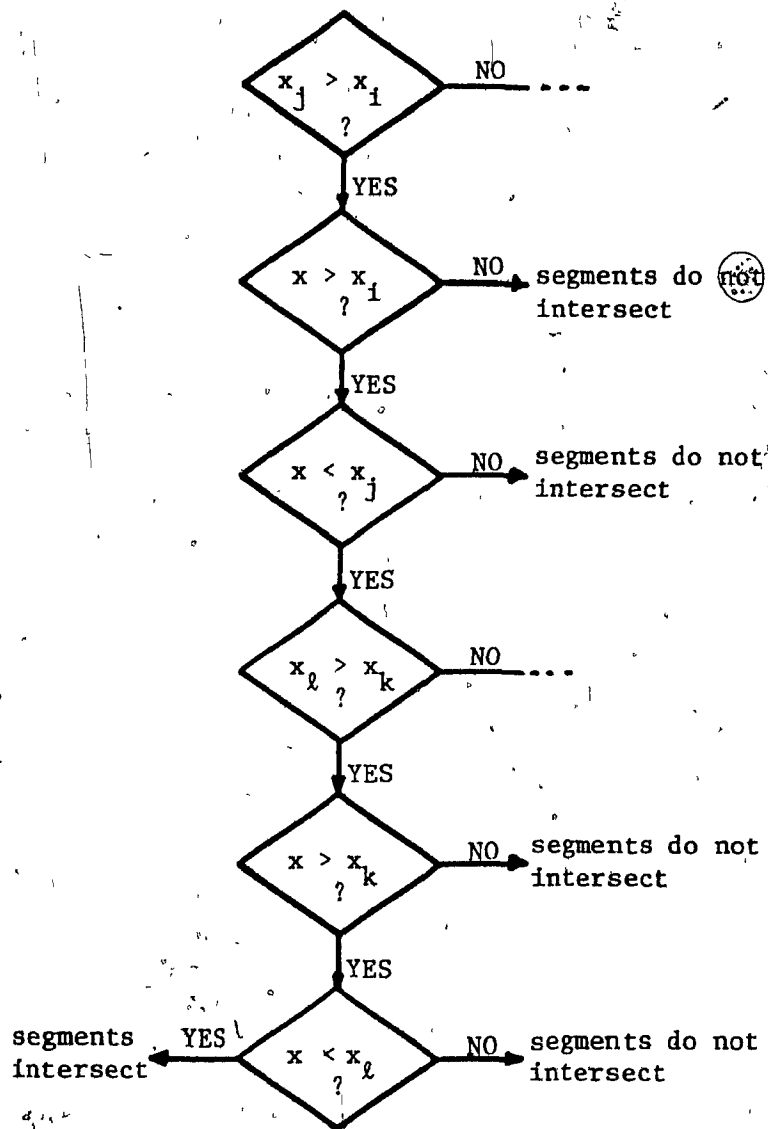 x_j > x_i
?
NO
YES
x > x_i
?
NO
segments do not
intersect
YES
x < x_j
?
NO
segments do not
intersect
YES
x_ℓ > x_k
?
NO
YES
x > x_k
?
NO
segments do not
intersect
YES
x < x_ℓ
?
YES
segments
intersect
NO
segments do not
intersect